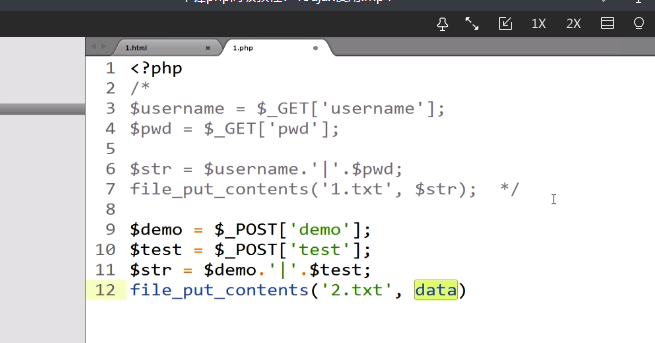 1X
2X
1.html
1.php
1 <?php
2 /*
3 $username = $_GET['username'];
4 $pwd = $_GET['pwd'];
5
6 $str = $username.'|'.$pwd;
7 file_put_contents('1.txt', $str);  */
8
9 $demo = $_POST['demo'];
10 $test = $_POST['test'];
11 $str = $demo.'|'.$test;
12 file_put_contents('2.txt', data)